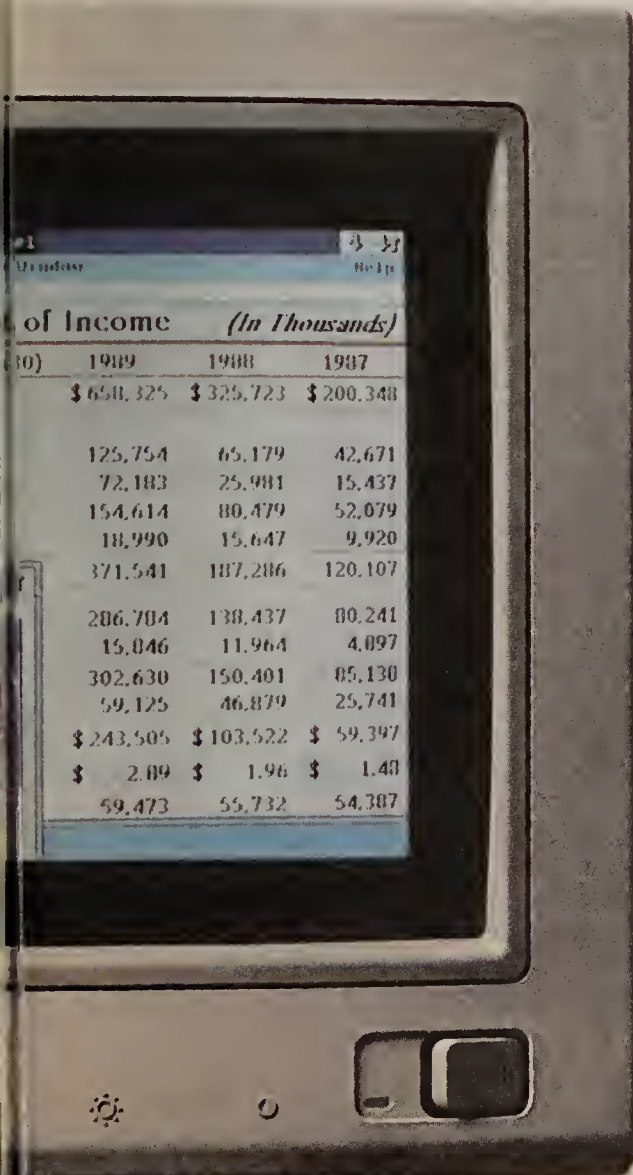 Window Help
of Income (In Thousands)
30) 1989 1988 1987
$658,325 $325,723 $200,348
125,754 65,179 42,671
72,183 25,981 15,437
154,614 80,479 52,079
18,990 15,647 9,920
371,541 187,286 120,107
286,784 138,437 80,241
15,846 11,964 4,897
302,630 150,401 85,138
59,125 46,879 25,741
$243,505 $103,522 $ 59,397
$ 2.89 $ 1.96 $ 1.48
59,473 55,732 54,387